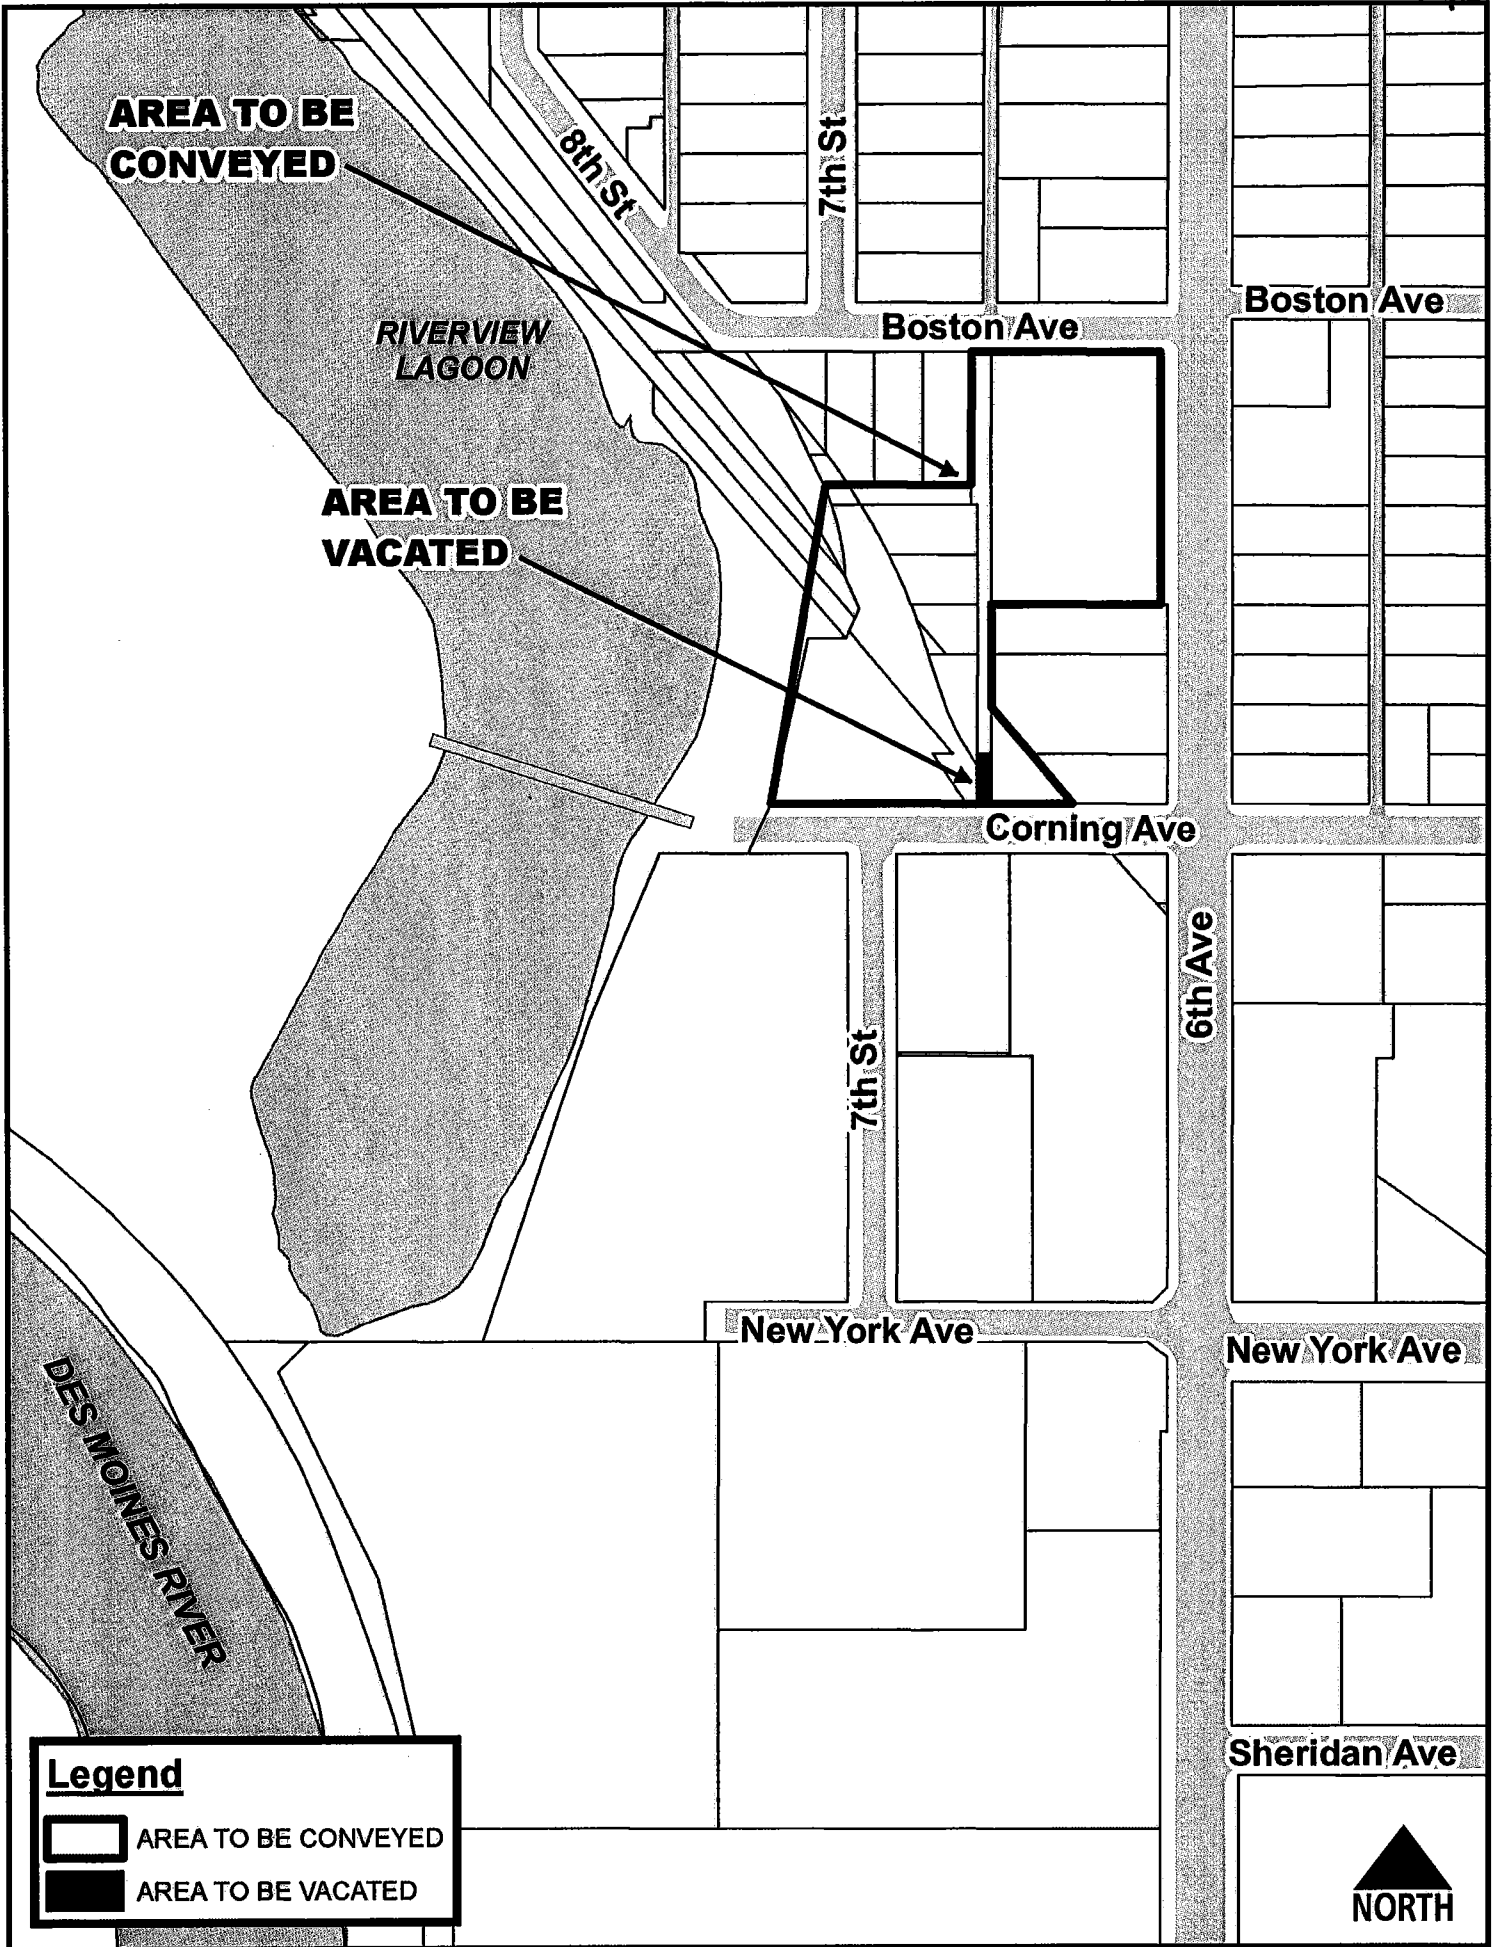 AREA TO BE
CONVEYED
8th St
7th St
Boston Ave
Boston Ave
RIVERVIEW
LAGOON
AREA TO BE
VACATED
Corning Ave
6th Ave
7th St
New York Ave
New York Ave
DES MOINES RIVER
Sheridan Ave
Legend
AREA TO BE CONVEYED
AREA TO BE VACATED
NORTH